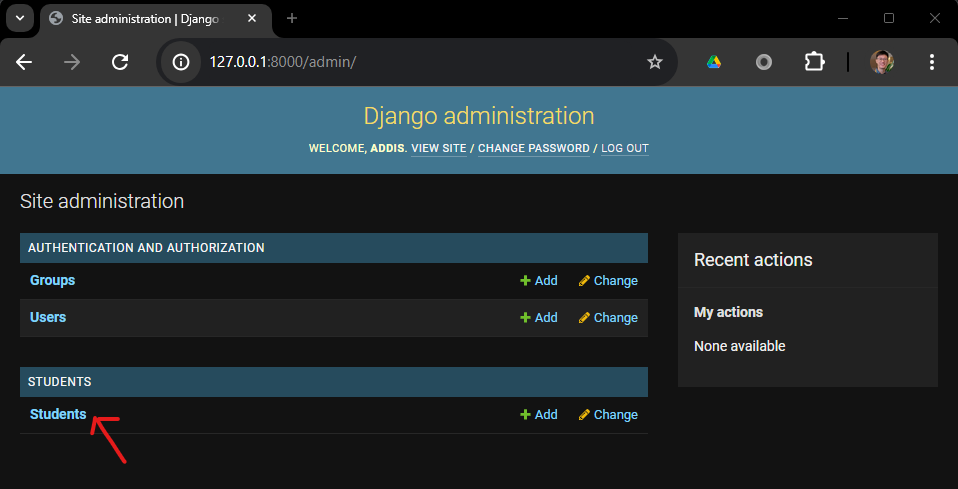 Site administration | Django
127.0.0.1:8000/admin/
Django administration
WELCOME, ADDIS. VIEW SITE / CHANGE PASSWORD / LOG OUT
Site administration
AUTHENTICATION AND AUTHORIZATION
Groups Add Change
Users Add Change
STUDENTS
Students Add Change
Recent actions
My actions
None available